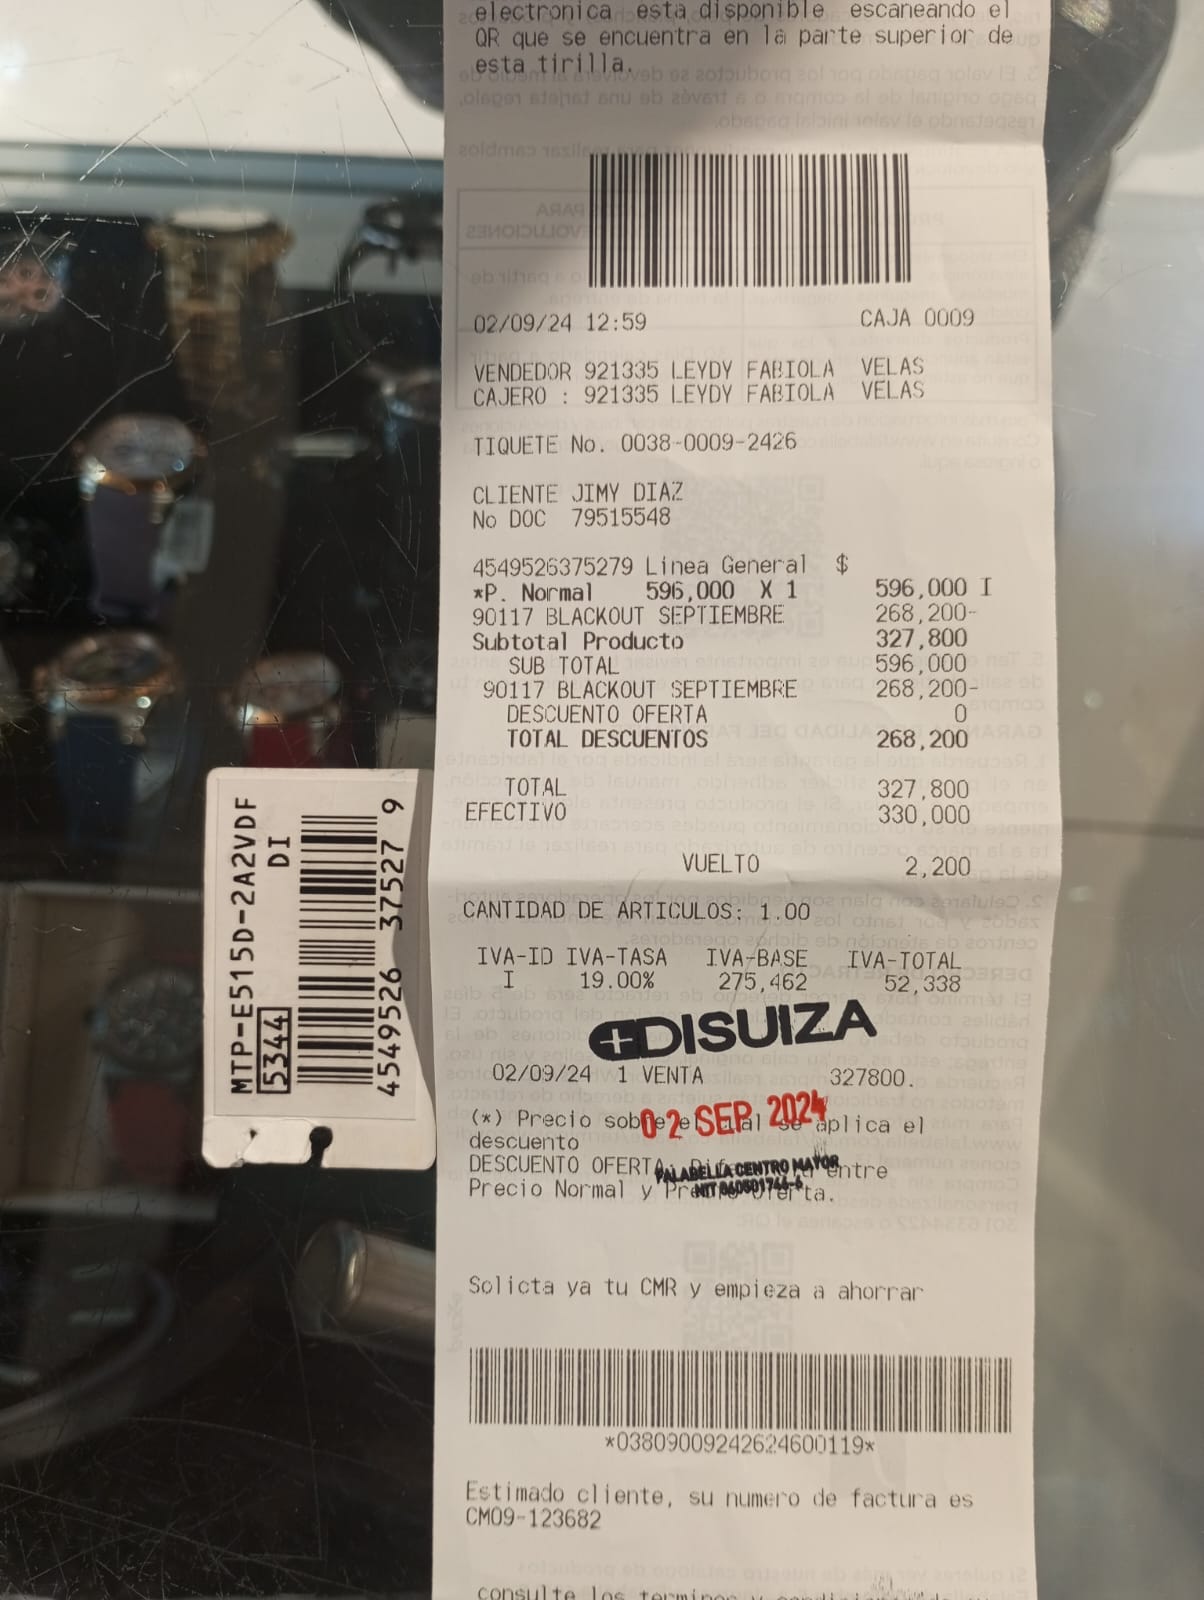 electronica esta disponible escaneando el
QR que se encuentra en la parte superior de
esta tirilla.
02/09/24 12:59 CAJA 0009
VENDEDOR 921335 LEYDY FABIOLA VELAS
CAJERO : 921335 LEYDY FABIOLA VELAS
TIQUETE No. 0038-0009-2426
CLIENTE JIMY DIAZ
No DOC 79515548
4549526375279 Linea General $
*P. Normal 596,000 X 1 596,000 I
90117 BLACKOUT SEPTIEMBRE 268,200-
Subtotal Producto 327,800
SUB TOTAL 596,000
90117 BLACKOUT SEPTIEMBRE 268,200-
DESCUENTO OFERTA 0
TOTAL DESCUENTOS 268,200
TOTAL 327,800
EFECTIVO 330,000
VUELTO 2,200
CANTIDAD DE ARTICULOS: 1.00
IVA-ID IVA-TASA IVA-BASE IVA-TOTAL
I 19.00% 275,462 52,338
DISUIZA
02/09/24 1 VENTA 327800.
(*) Precio sobre el se aplica el
02 SEP 2024
descuento
DESCUENTO OFERTA entre
FALABELLA CENTRO MAYOR
Precio Normal y Oferta.
NIT
Solicta ya tu CMR y empieza a ahorrar
*03809009242624600119*
Estimado cliente, su numero de factura es
CM09-123682
consulte los terminos y
MTP-E515D-2A2VDF
DI
5344
4549526 37527 9